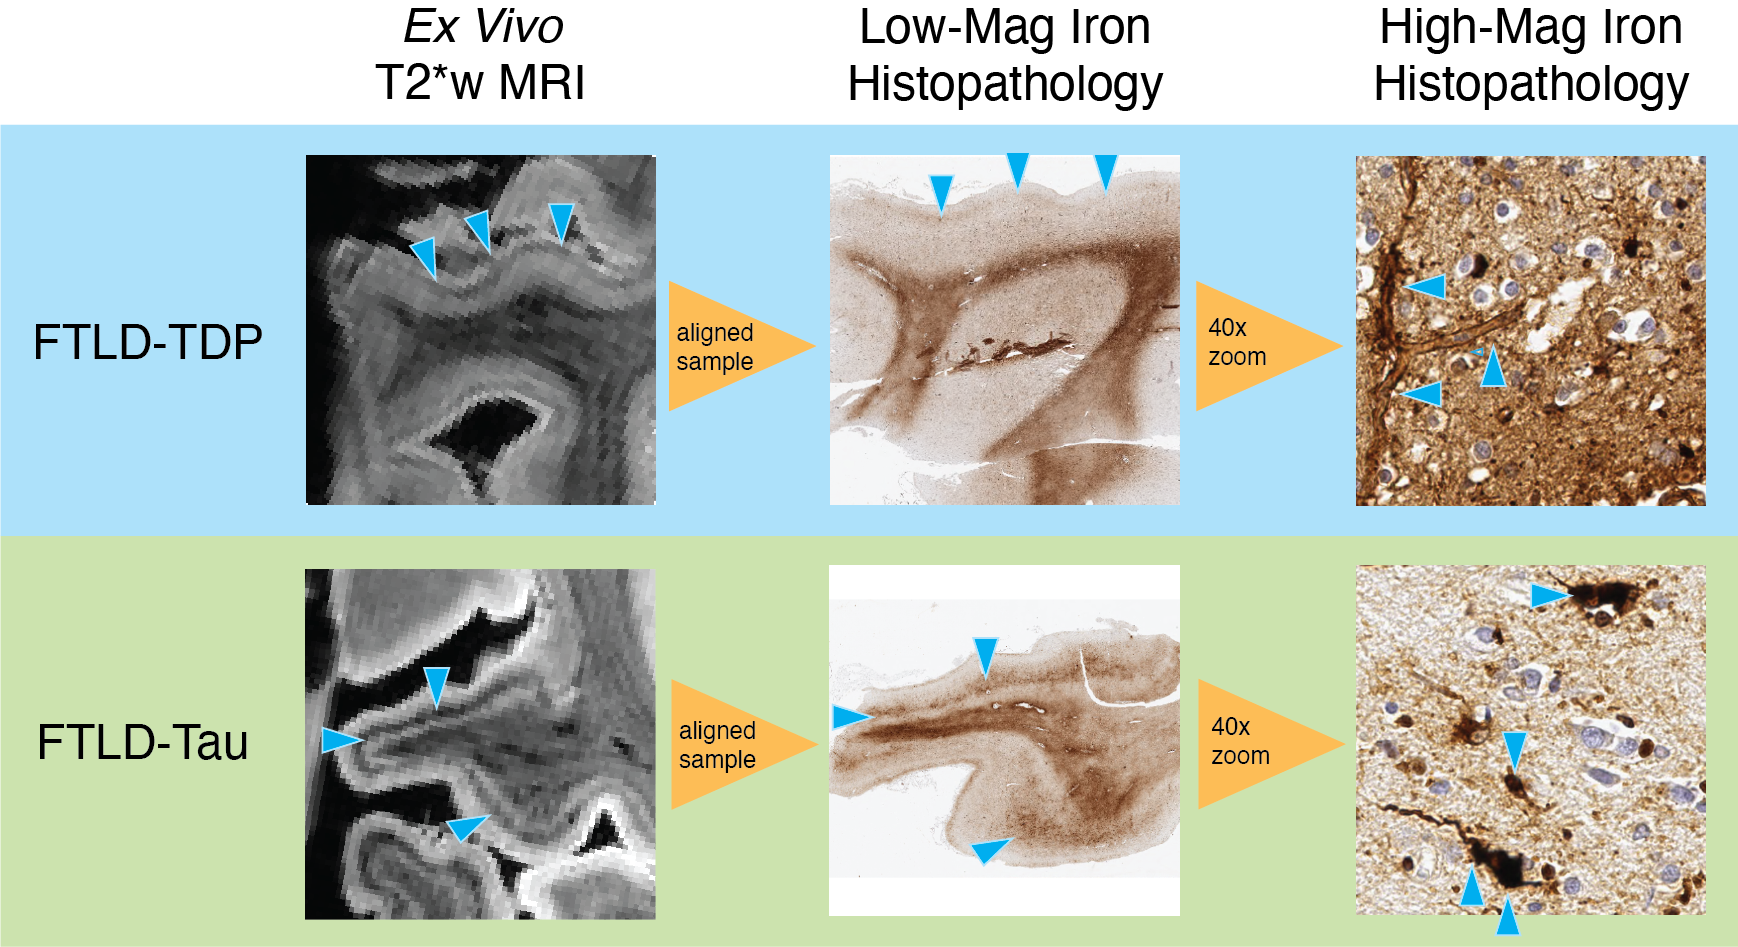 Ex Vivo
T2*w MRI
Low-Mag Iron
Histopathology
High-Mag Iron
Histopathology
FTLD-TDP
aligned
sample
40x
zoom
FTLD-Tau
aligned
sample
40x
zoom